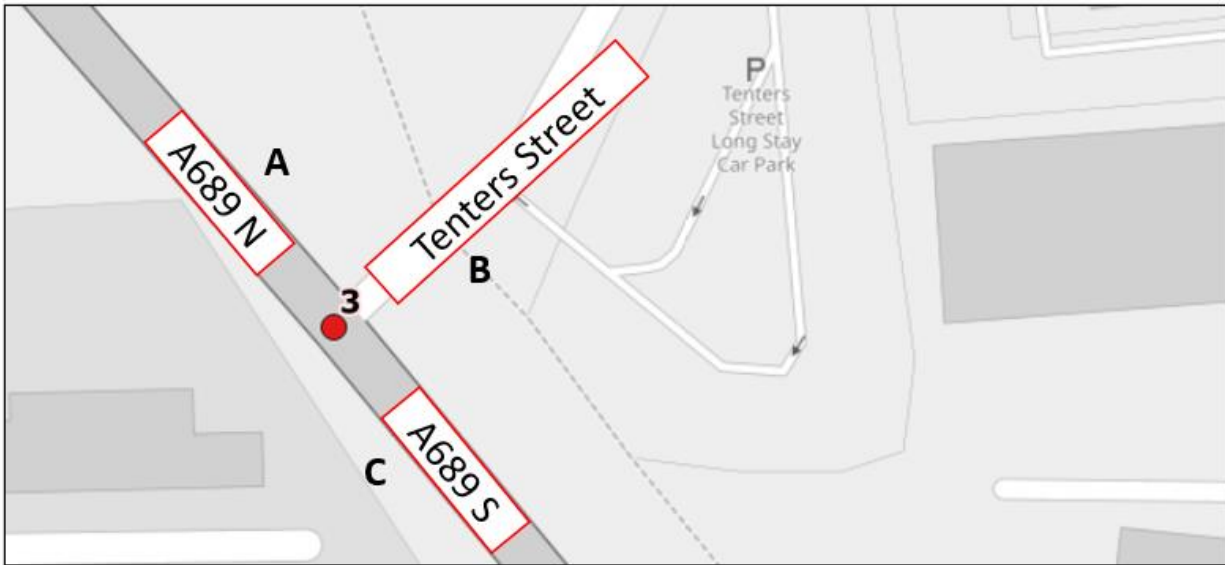 P
Tenters
Street
Long Stay
Car Park
Tenters Street
A689 N
A
B
3
A689 S
C